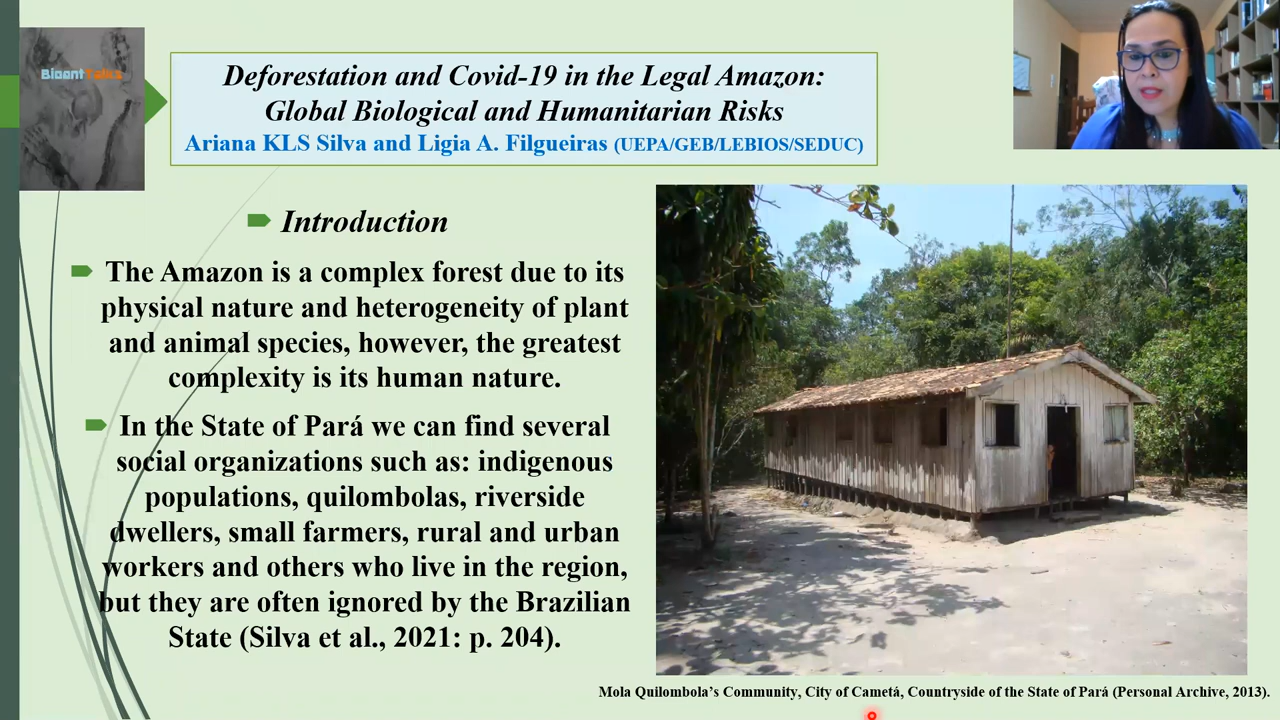 BioantTalks
Deforestation and Covid-19 in the Legal Amazon:
Global Biological and Humanitarian Risks
Ariana KLS Silva and Ligia A. Filgueiras (UEPA/GEB/LEBIOS/SEDUC)
Introduction
The Amazon is a complex forest due to its
physical nature and heterogeneity of plant
and animal species, however, the greatest
complexity is its human nature.
In the State of Pará we can find several
social organizations such as: indigenous
populations, quilombolas, riverside
dwellers, small farmers, rural and urban
workers and others who live in the region,
but they are often ignored by the Brazilian
State (Silva et al., 2021: p. 204).
Mola Quilombola’s Community, City of Cametá, Countryside of the State of Pará (Personal Archive, 2013).